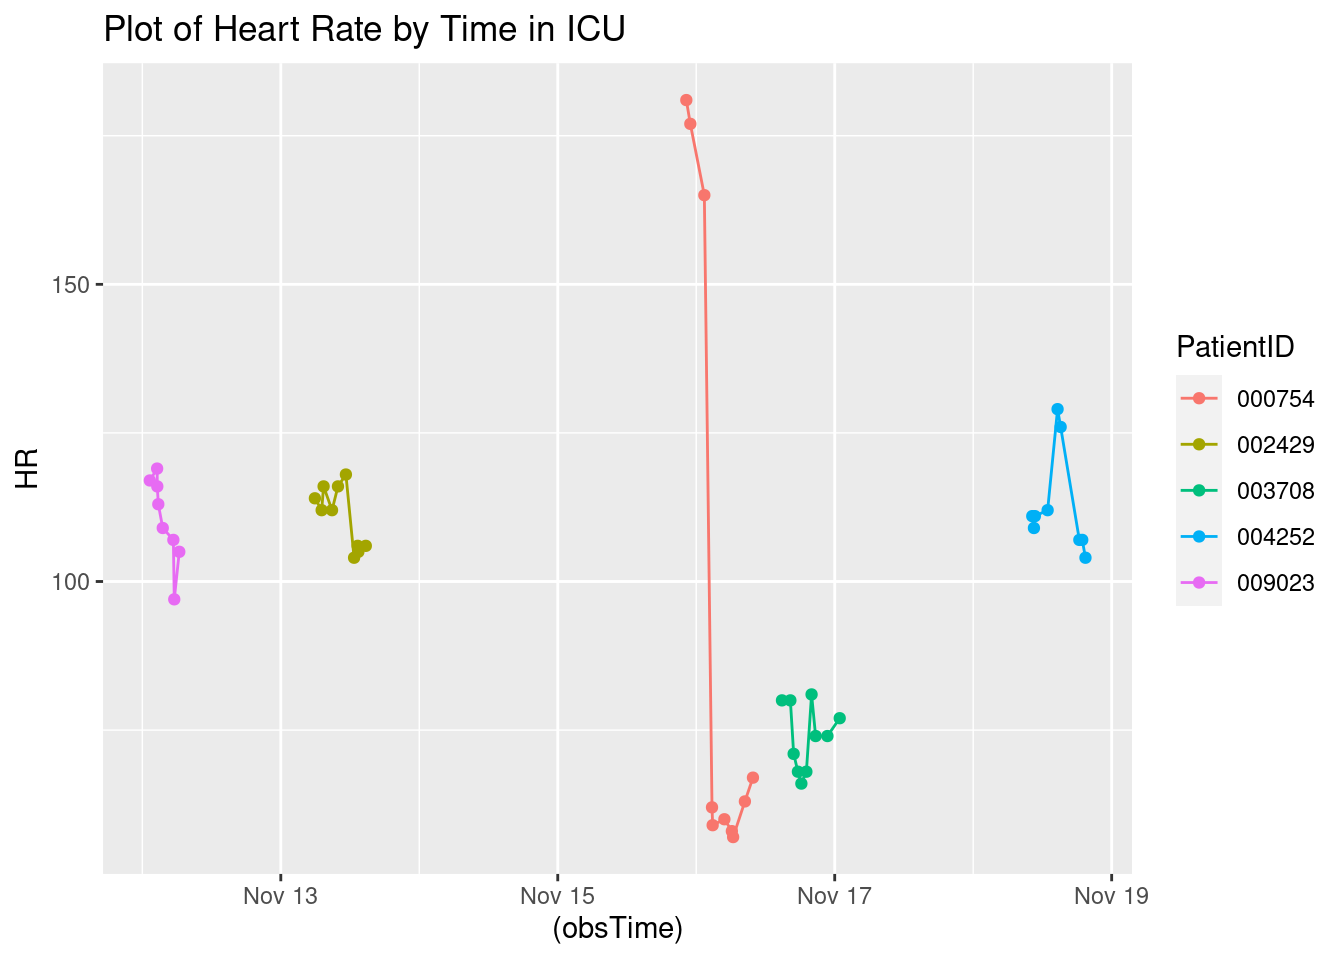 Plot of Heart Rate by Time in ICU
HR
150
100
Nov 13
Nov 15
Nov 17
Nov 19
(obsTime)
PatientID
000754
002429
003708
004252
009023